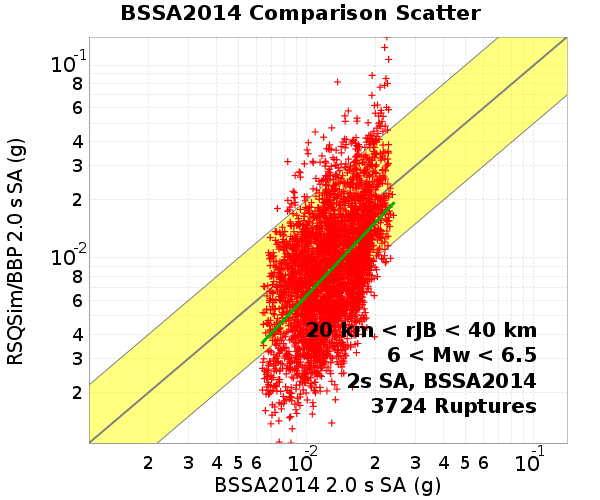 BSSA2014 Comparison Scatter
RSQSim/BBP 2.0 s SA (g)
10⁻¹
8
6
4
3
2
10⁻²
8
6
4
3
2
20 km < rJB < 40 km
6 < Mw < 6.5
2s SA, BSSA2014
3724 Ruptures
2 3 4 5 6 10⁻² 2 3 4 5 6 10⁻¹
BSSA2014 2.0 s SA (g)